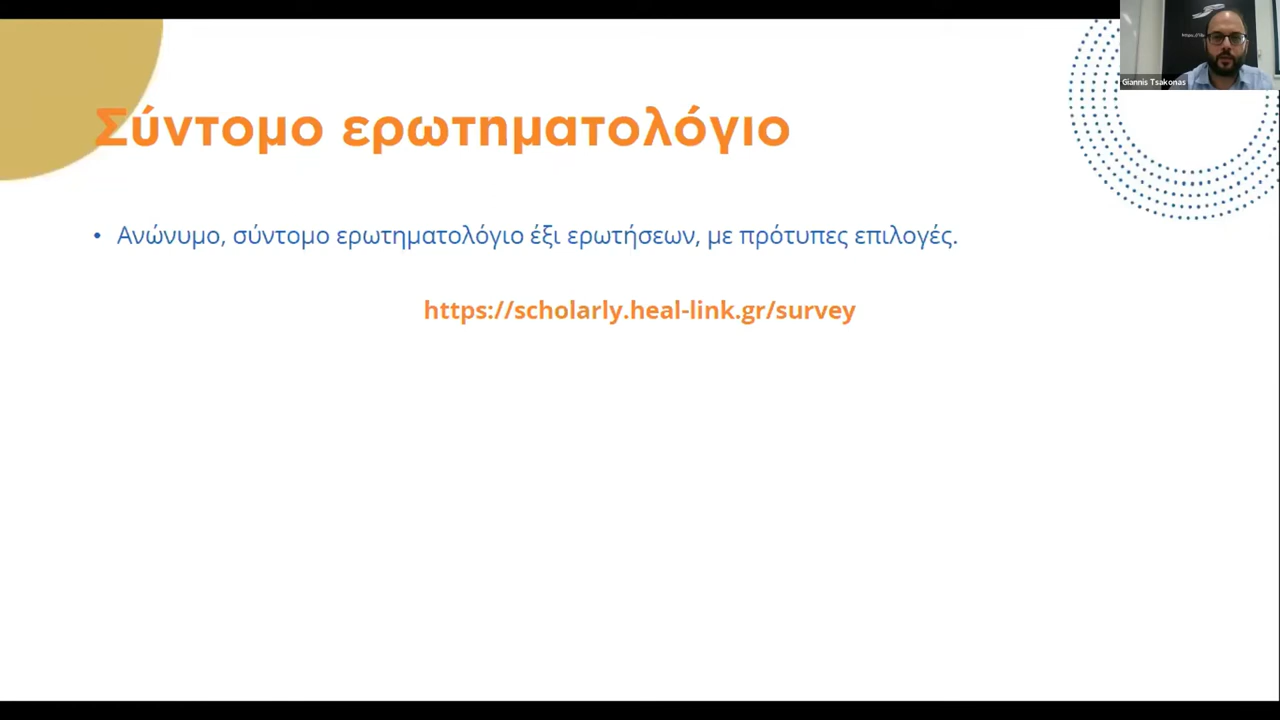 Σύντομο ερωτηματολόγιο
• Ανώνυμο, σύντομο ερωτηματολόγιο έξι ερωτήσεων, με πρότυπες επιλογές.
https://scholarly.heal-link.gr/survey
Giannis Tsakonas